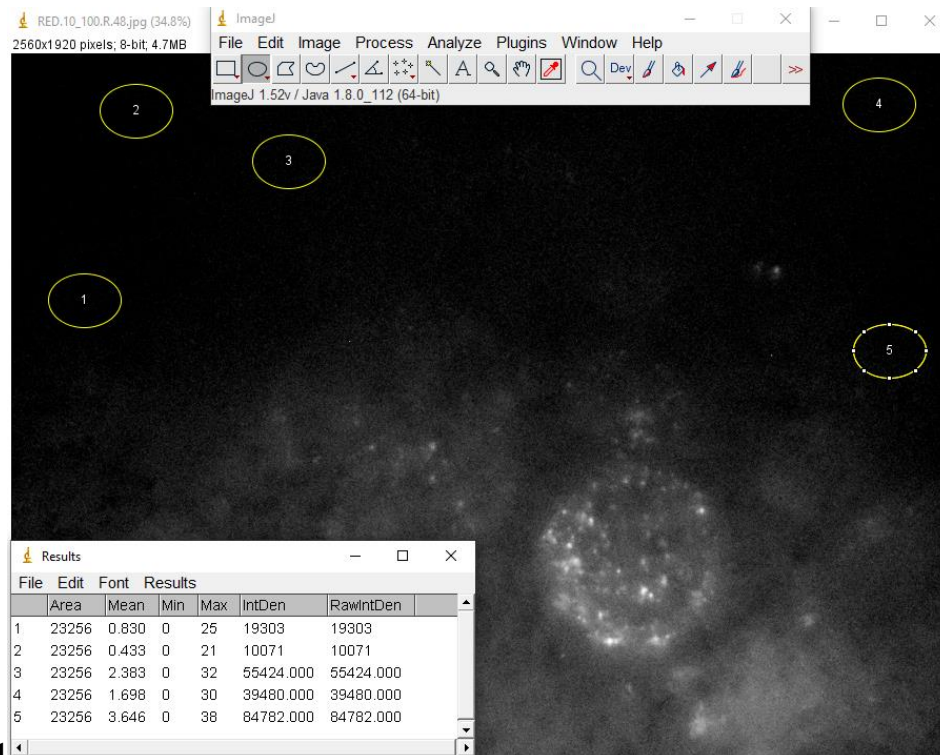 RED.10_100.R.48.jpg (34.8%)
2560x1920 pixels; 8-bit; 4.7MB
ImageJ
File Edit Image Process Analyze Plugins Window Help
A Dev >>
ImageJ 1.52v / Java 1.8.0_112 (64-bit)
2
4
3
1
5
Results
File Edit Font Results
Area Mean Min Max IntDen RawIntDen
1 23256 0.830 0 25 19303 19303
2 23256 0.433 0 21 10071 10071
3 23256 2.383 0 32 55424.000 55424.000
4 23256 1.698 0 30 39480.000 39480.000
5 23256 3.646 0 38 84782.000 84782.000